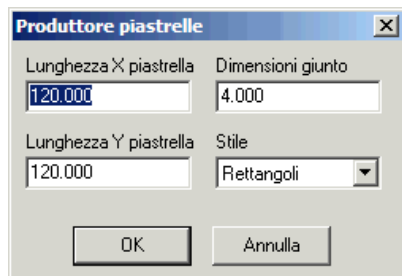 Produttore piastrelle
Lunghezza X piastrella Dimensioni giunto
120.000 4.000
Lunghezza Y piastrella Stile
120.000 Rettangoli
OK Annulla